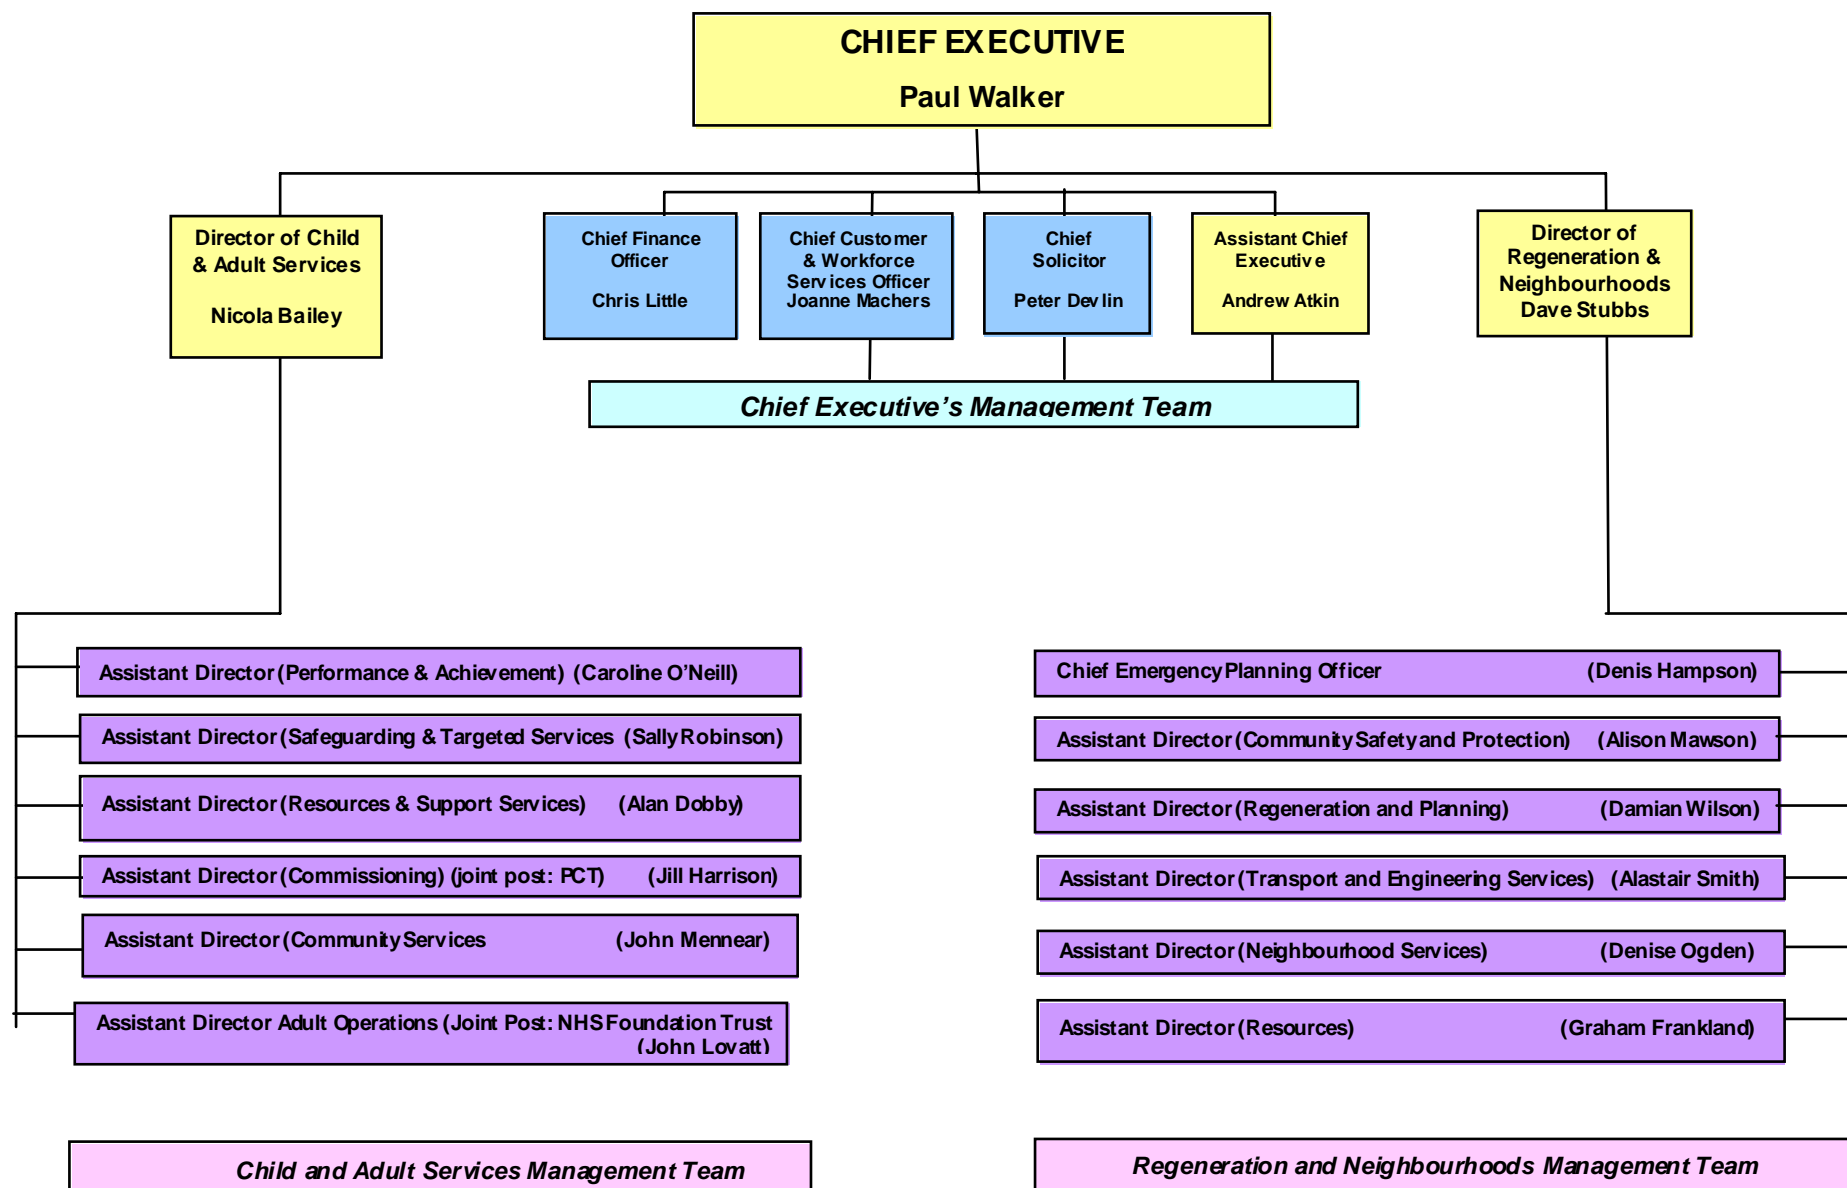 CHIEF EXECUTIVE
Paul Walker
Director of Child
& Adult Services
Nicola Bailey
Chief Finance
Officer
Chris Little
Chief Customer
& Workforce
Services Officer
Joanne Machers
Chief
Solicitor
Peter Devlin
Assistant Chief
Executive
Andrew Atkin
Director of
Regeneration &
Neighbourhoods
Dave Stubbs
Chief Executive’s Management Team
Assistant Director (Performance & Achievement) (Caroline O’Neill)
Assistant Director (Safeguarding & Targeted Services (Sally Robinson)
Assistant Director (Resources & Support Services) (Alan Dobby)
Assistant Director (Commissioning) (joint post: PCT) (Jill Harrison)
Assistant Director (Community Services (John Mennear)
Assistant Director Adult Operations (Joint Post: NHS Foundation Trust
(John Lovatt)
Chief Emergency Planning Officer (Denis Hampson)
Assistant Director (Community Safety and Protection) (Alison Mawson)
Assistant Director (Regeneration and Planning) (Damian Wilson)
Assistant Director (Transport and Engineering Services) (Alastair Smith)
Assistant Director (Neighbourhood Services) (Denise Ogden)
Assistant Director (Resources) (Graham Frankland)
Child and Adult Services Management Team
Regeneration and Neighbourhoods Management Team